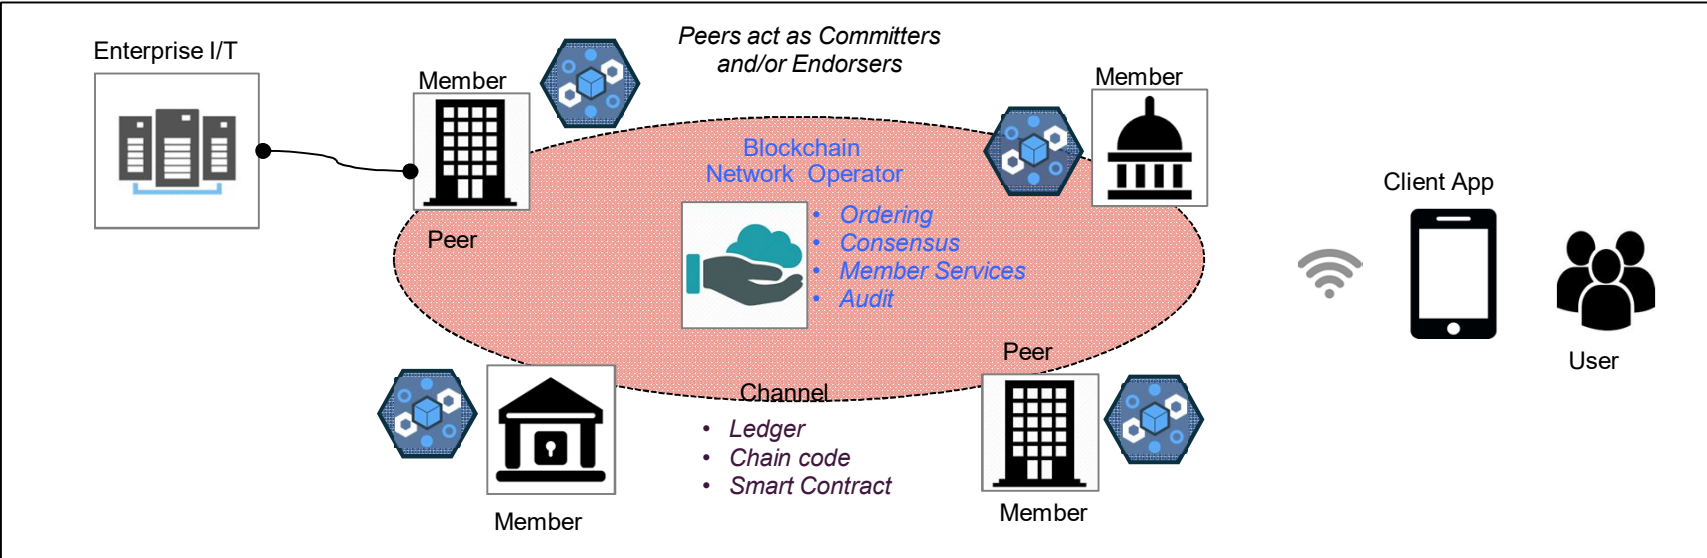 Enterprise I/T
Member
Peers act as Committers
and/or Endorsers
Member
Blockchain
Network Operator
• Ordering
• Consensus
• Member Services
• Audit
Peer
Client App
User
Peer
Channel
• Ledger
• Chain code
• Smart Contract
Member
Member